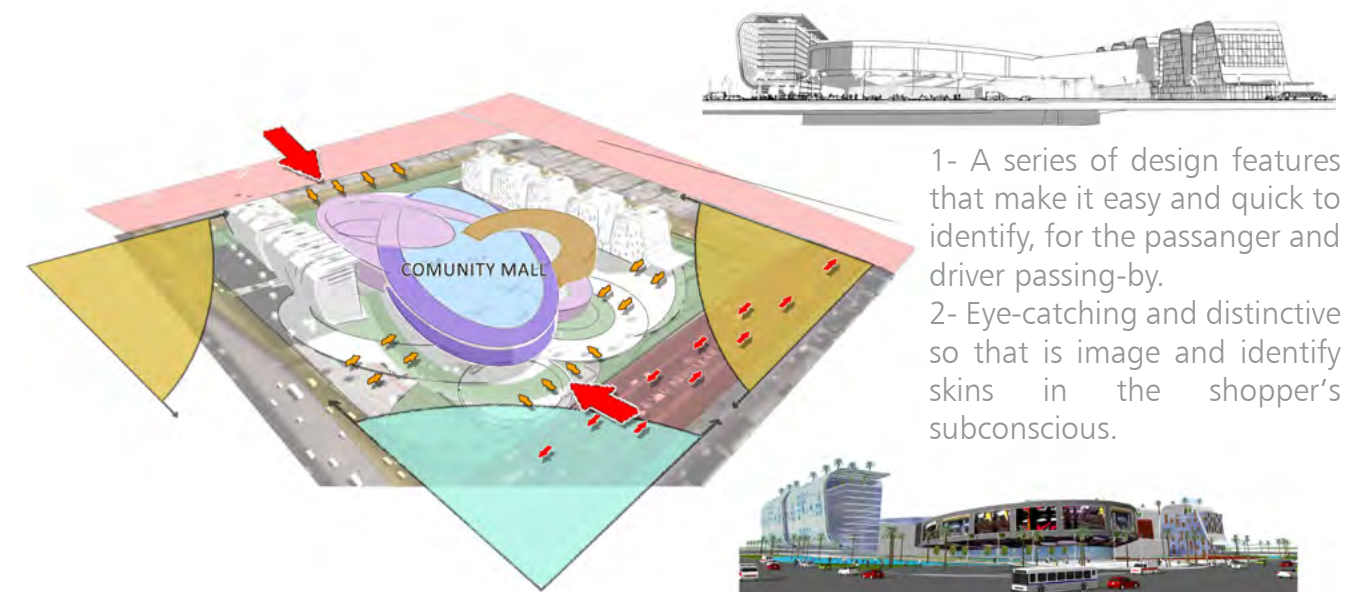 COMUNITY MALL
1- A series of design features
that make it easy and quick to
identify, for the passanger and
driver passing-by.
2- Eye-catching and distinctive
so that is image and identify
skins in the shopper's
subconscious.